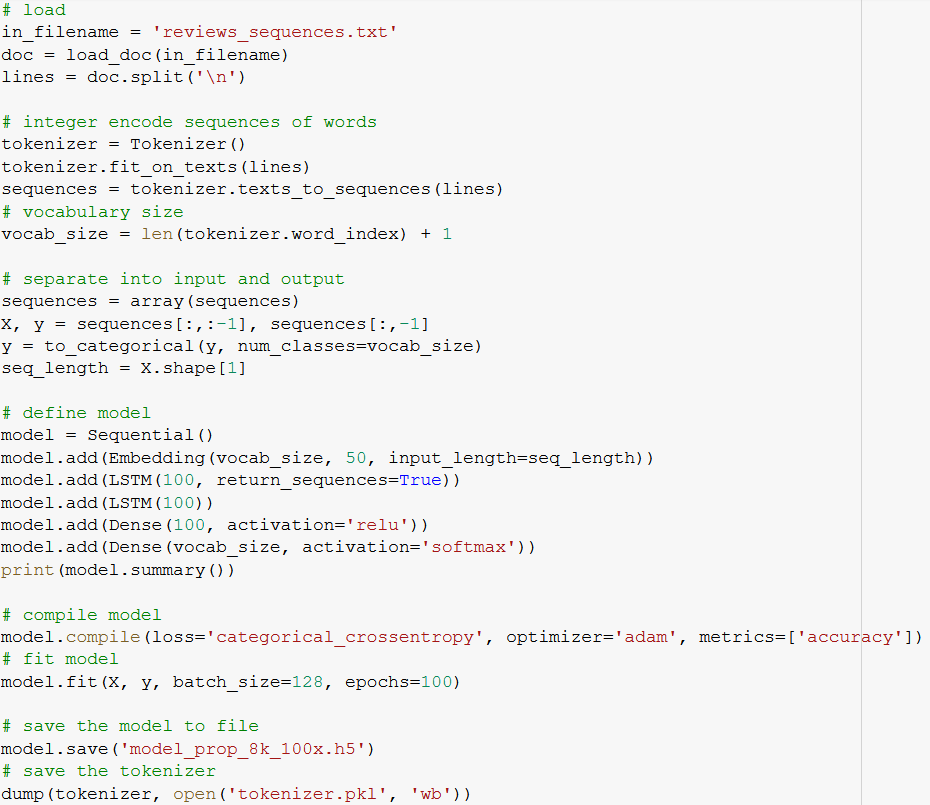 # load
in_filename = 'reviews_sequences.txt'
doc = load_doc(in_filename)
lines = doc.split('\n')
# integer encode sequences of words
tokenizer = Tokenizer()
tokenizer.fit_on_texts(lines)
sequences = tokenizer.texts_to_sequences(lines)
# vocabulary size
vocab_size = len(tokenizer.word_index) + 1
# separate into input and output
sequences = array(sequences)
X, y = sequences[:,:-1], sequences[:,-1]
y = to_categorical(y, num_classes=vocab_size)
seq_length = X.shape[1]
# define model
model = Sequential()
model.add(Embedding(vocab_size, 50, input_length=seq_length))
model.add(LSTM(100, return_sequences=True))
model.add(LSTM(100))
model.add(Dense(100, activation='relu'))
model.add(Dense(vocab_size, activation='softmax'))
print(model.summary())
# compile model
model.compile(loss='categorical_crossentropy', optimizer='adam', metrics=['accuracy'])
# fit model
model.fit(X, y, batch_size=128, epochs=100)
# save the model to file
model.save('model_prop_8k_100x.h5')
# save the tokenizer
dump(tokenizer, open('tokenizer.pkl', 'wb'))